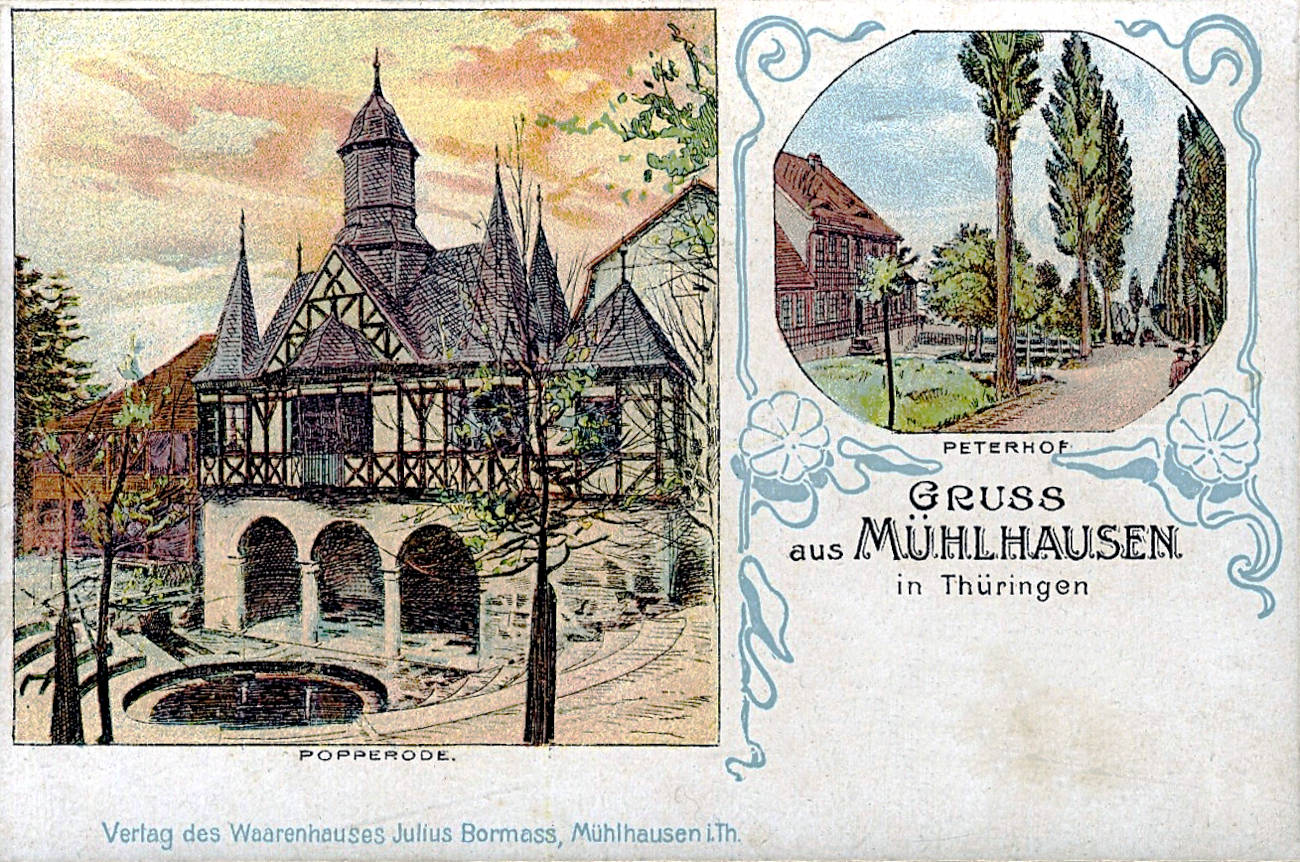 PETERHOF.
GRUSS
aus MÜHLHAUSEN
in Thüringen
POPPERODE.
Verlag des Waarenhauses Julius Bormass, Mühlhausen i.Th.